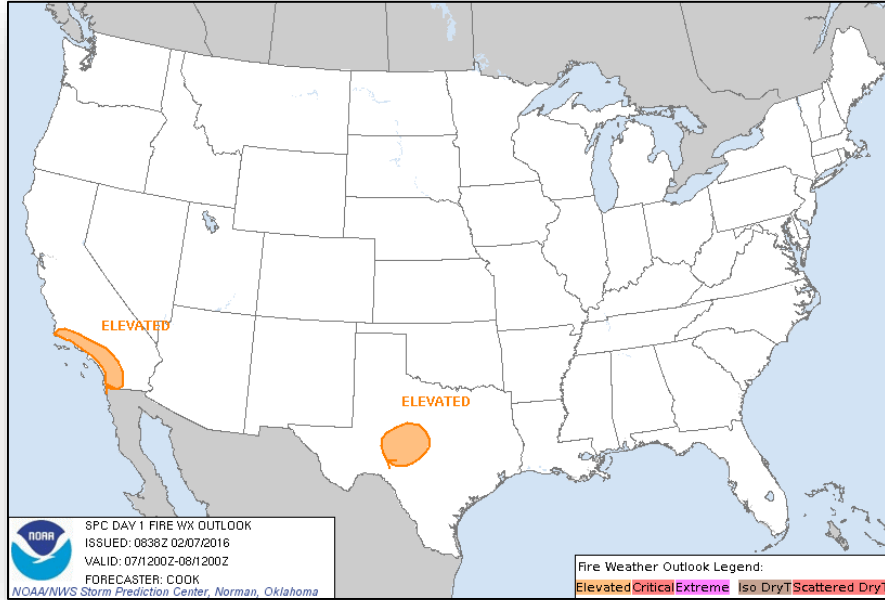 ELEVATED
ELEVATED
NOAA
SPC DAY 1 FIRE WX OUTLOOK
ISSUED: 0838Z 02/07/2016
VALID: 07/1200Z-08/1200Z
FORECASTER: COOK
NOAA/NWS Storm Prediction Center, Norman, Oklahoma
Fire Weather Outlook Legend:
Elevated Critical Extreme Iso DryT Scattered DryT